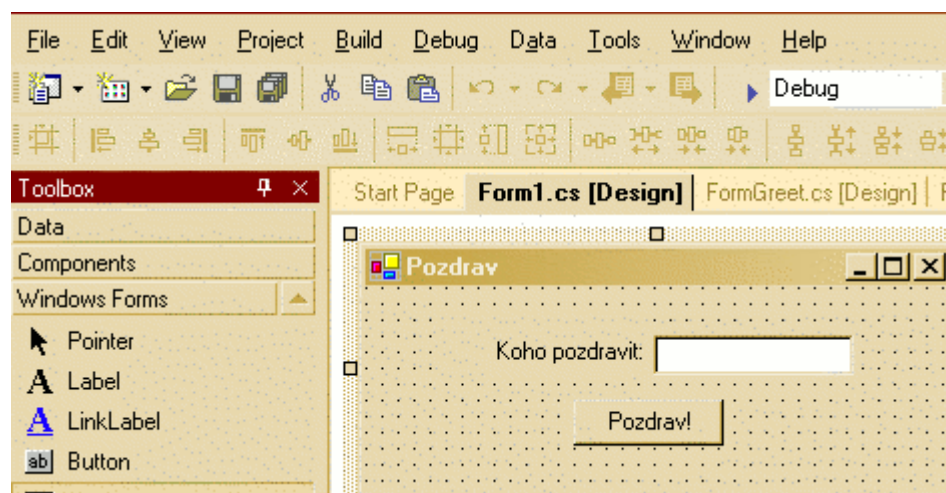 File Edit View Project Build Debug Data Tools Window Help
Debug
Toolbox
Start Page Form1.cs [Design] FormGreet.cs [Design]
Data
Components
Windows Forms
Pointer
A Label
A LinkLabel
ab Button
Pozdrav
Koho pozdravit:
Pozdrav!